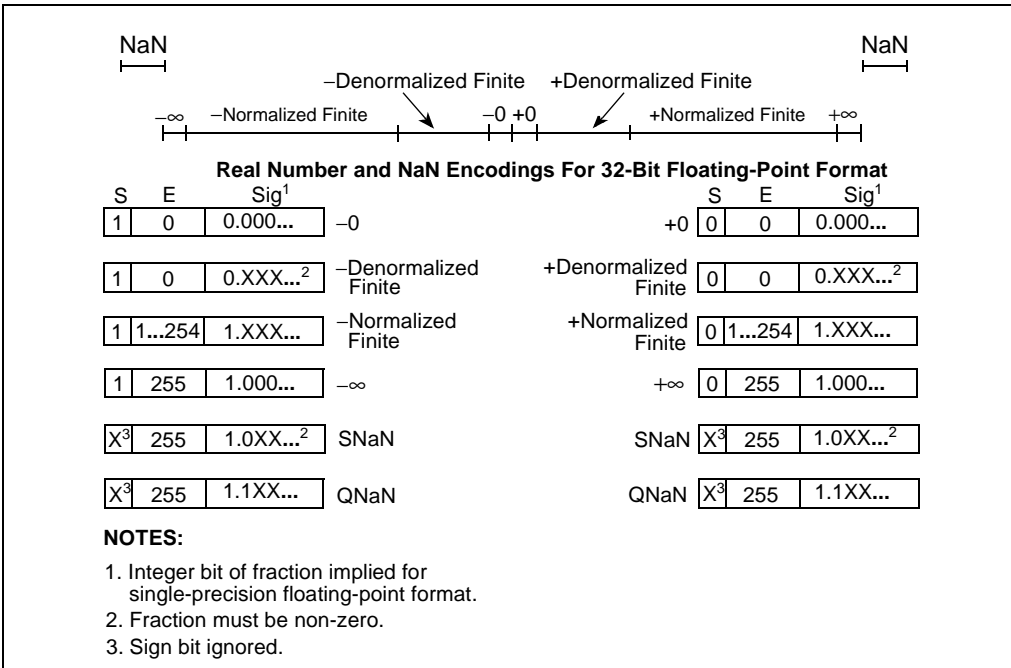 NaN NaN
−Denormalized Finite +Denormalized Finite
−∞ −Normalized Finite −0 +0 +Normalized Finite +∞
Real Number and NaN Encodings For 32-Bit Floating-Point Format
S E Sig1 S E Sig1
1 0 0.000... −0 +0 0 0 0.000...
1 0 0.XXX...2 −Denormalized Finite +Denormalized Finite 0 0 0.XXX...2
1 1...254 1.XXX... −Normalized Finite +Normalized Finite 0 1...254 1.XXX...
1 255 1.000... −∞ +∞ 0 255 1.000...
X3 255 1.0XX...2 SNaN SNaN X3 255 1.0XX...2
X3 255 1.1XX... QNaN QNaN X3 255 1.1XX...
NOTES:
1. Integer bit of fraction implied for
single-precision floating-point format.
2. Fraction must be non-zero.
3. Sign bit ignored.